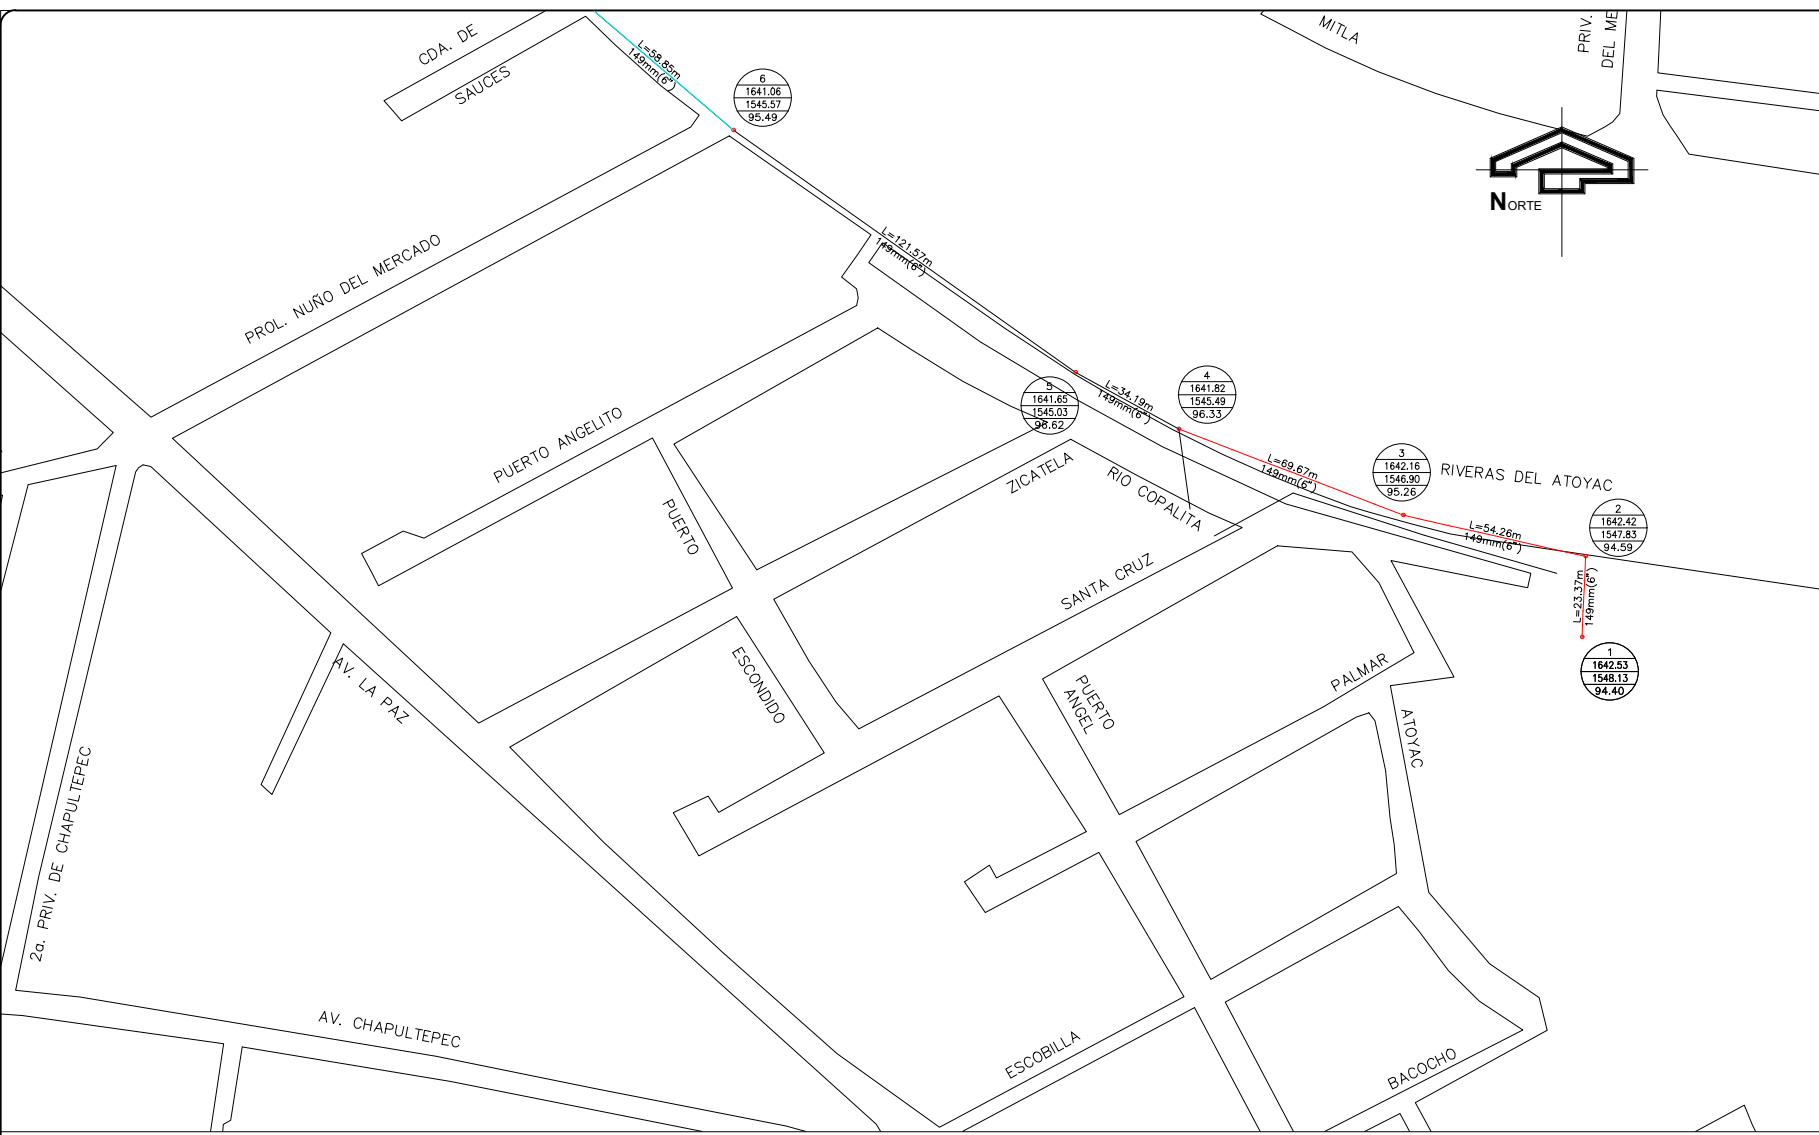 CDA. DE
SAUCES
L=58.85m
149mm(6")
6
1641.06
1545.57
95.49
MITLA
PRIV.
DEL ME
NORTE
PROL. NUÑO DEL MERCADO
L=121.57m
149mm(6")
5
1641.65
1545.03
96.62
L=34.19m
149mm(6")
4
1641.82
1545.49
96.33
PUERTO ANGELITO
PUERTO
ZICATELA
RIO COPALITA
L=69.67m
149mm(6")
3
1642.16
1546.90
95.26
RIVERAS DEL ATOYAC
L=54.26m
149mm(6")
2
1642.42
1547.83
94.59
SANTA CRUZ
L=23.37m
149mm(6")
1
1642.53
1548.13
94.40
AV. LA PAZ
ESCONDIDO
PUERTO
ANGEL
PALMAR
ATOYAC
2a. PRIV. DE CHAPULTEPEC
AV. CHAPULTEPEC
ESCOBILLA
BACOCHO